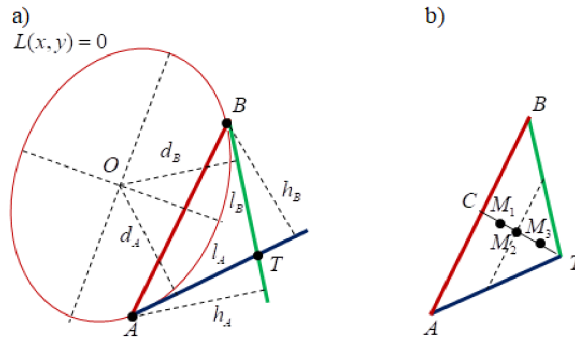 a)
b)
L(x, y) = 0
B
O
d_B
h_B
l_B
d_A
l_A
T
A
h_A
B
C
M_1
M_2
M_3
T
A